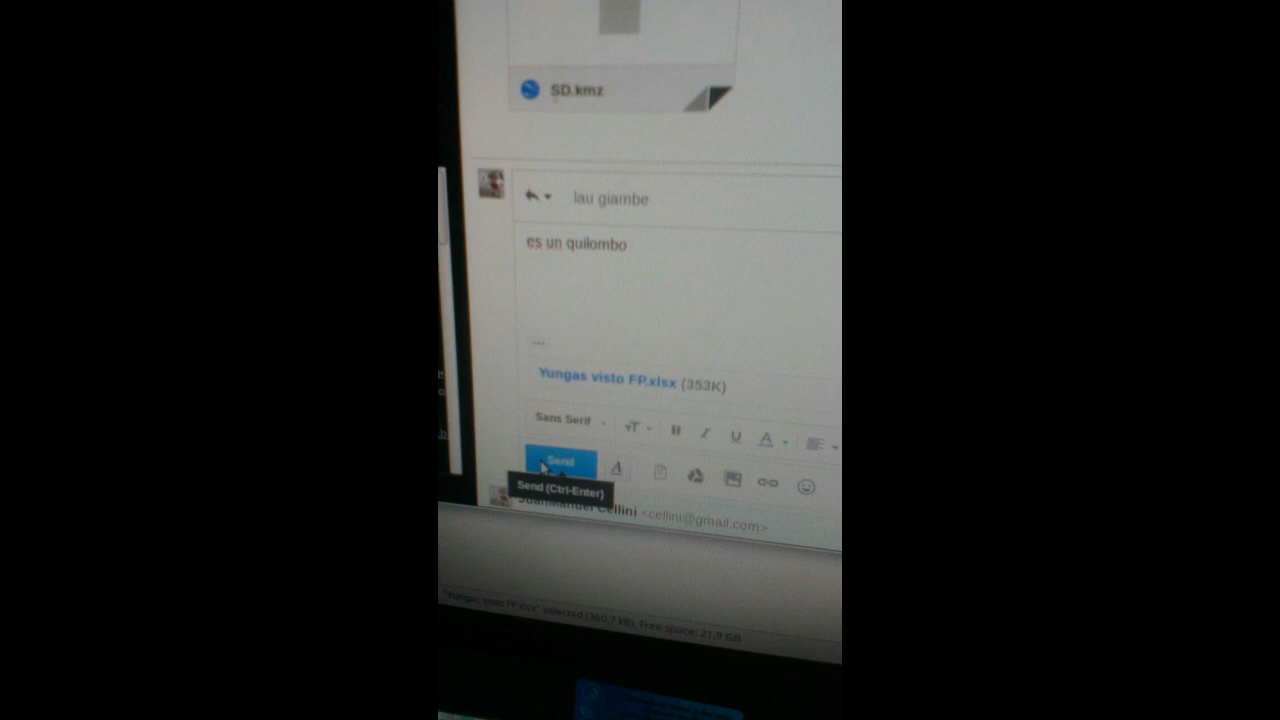 SD.kmz
lau giambe
es un quilombo
Yungas visto FP.xlsx (353K)
Sans Serif
Send
Send (Ctrl-Enter)
Cellini <cellini@gmail.com>
"Yungas visto FP.xlsx" selected (360,7 kB), Free space: 21,9 GB